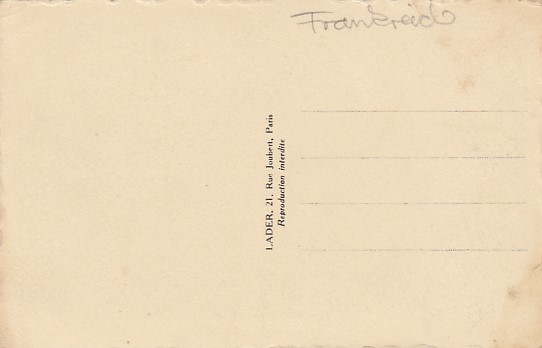 Frankreich
LADER, 21, Rue Joubert, Paris
Reproduction interdite